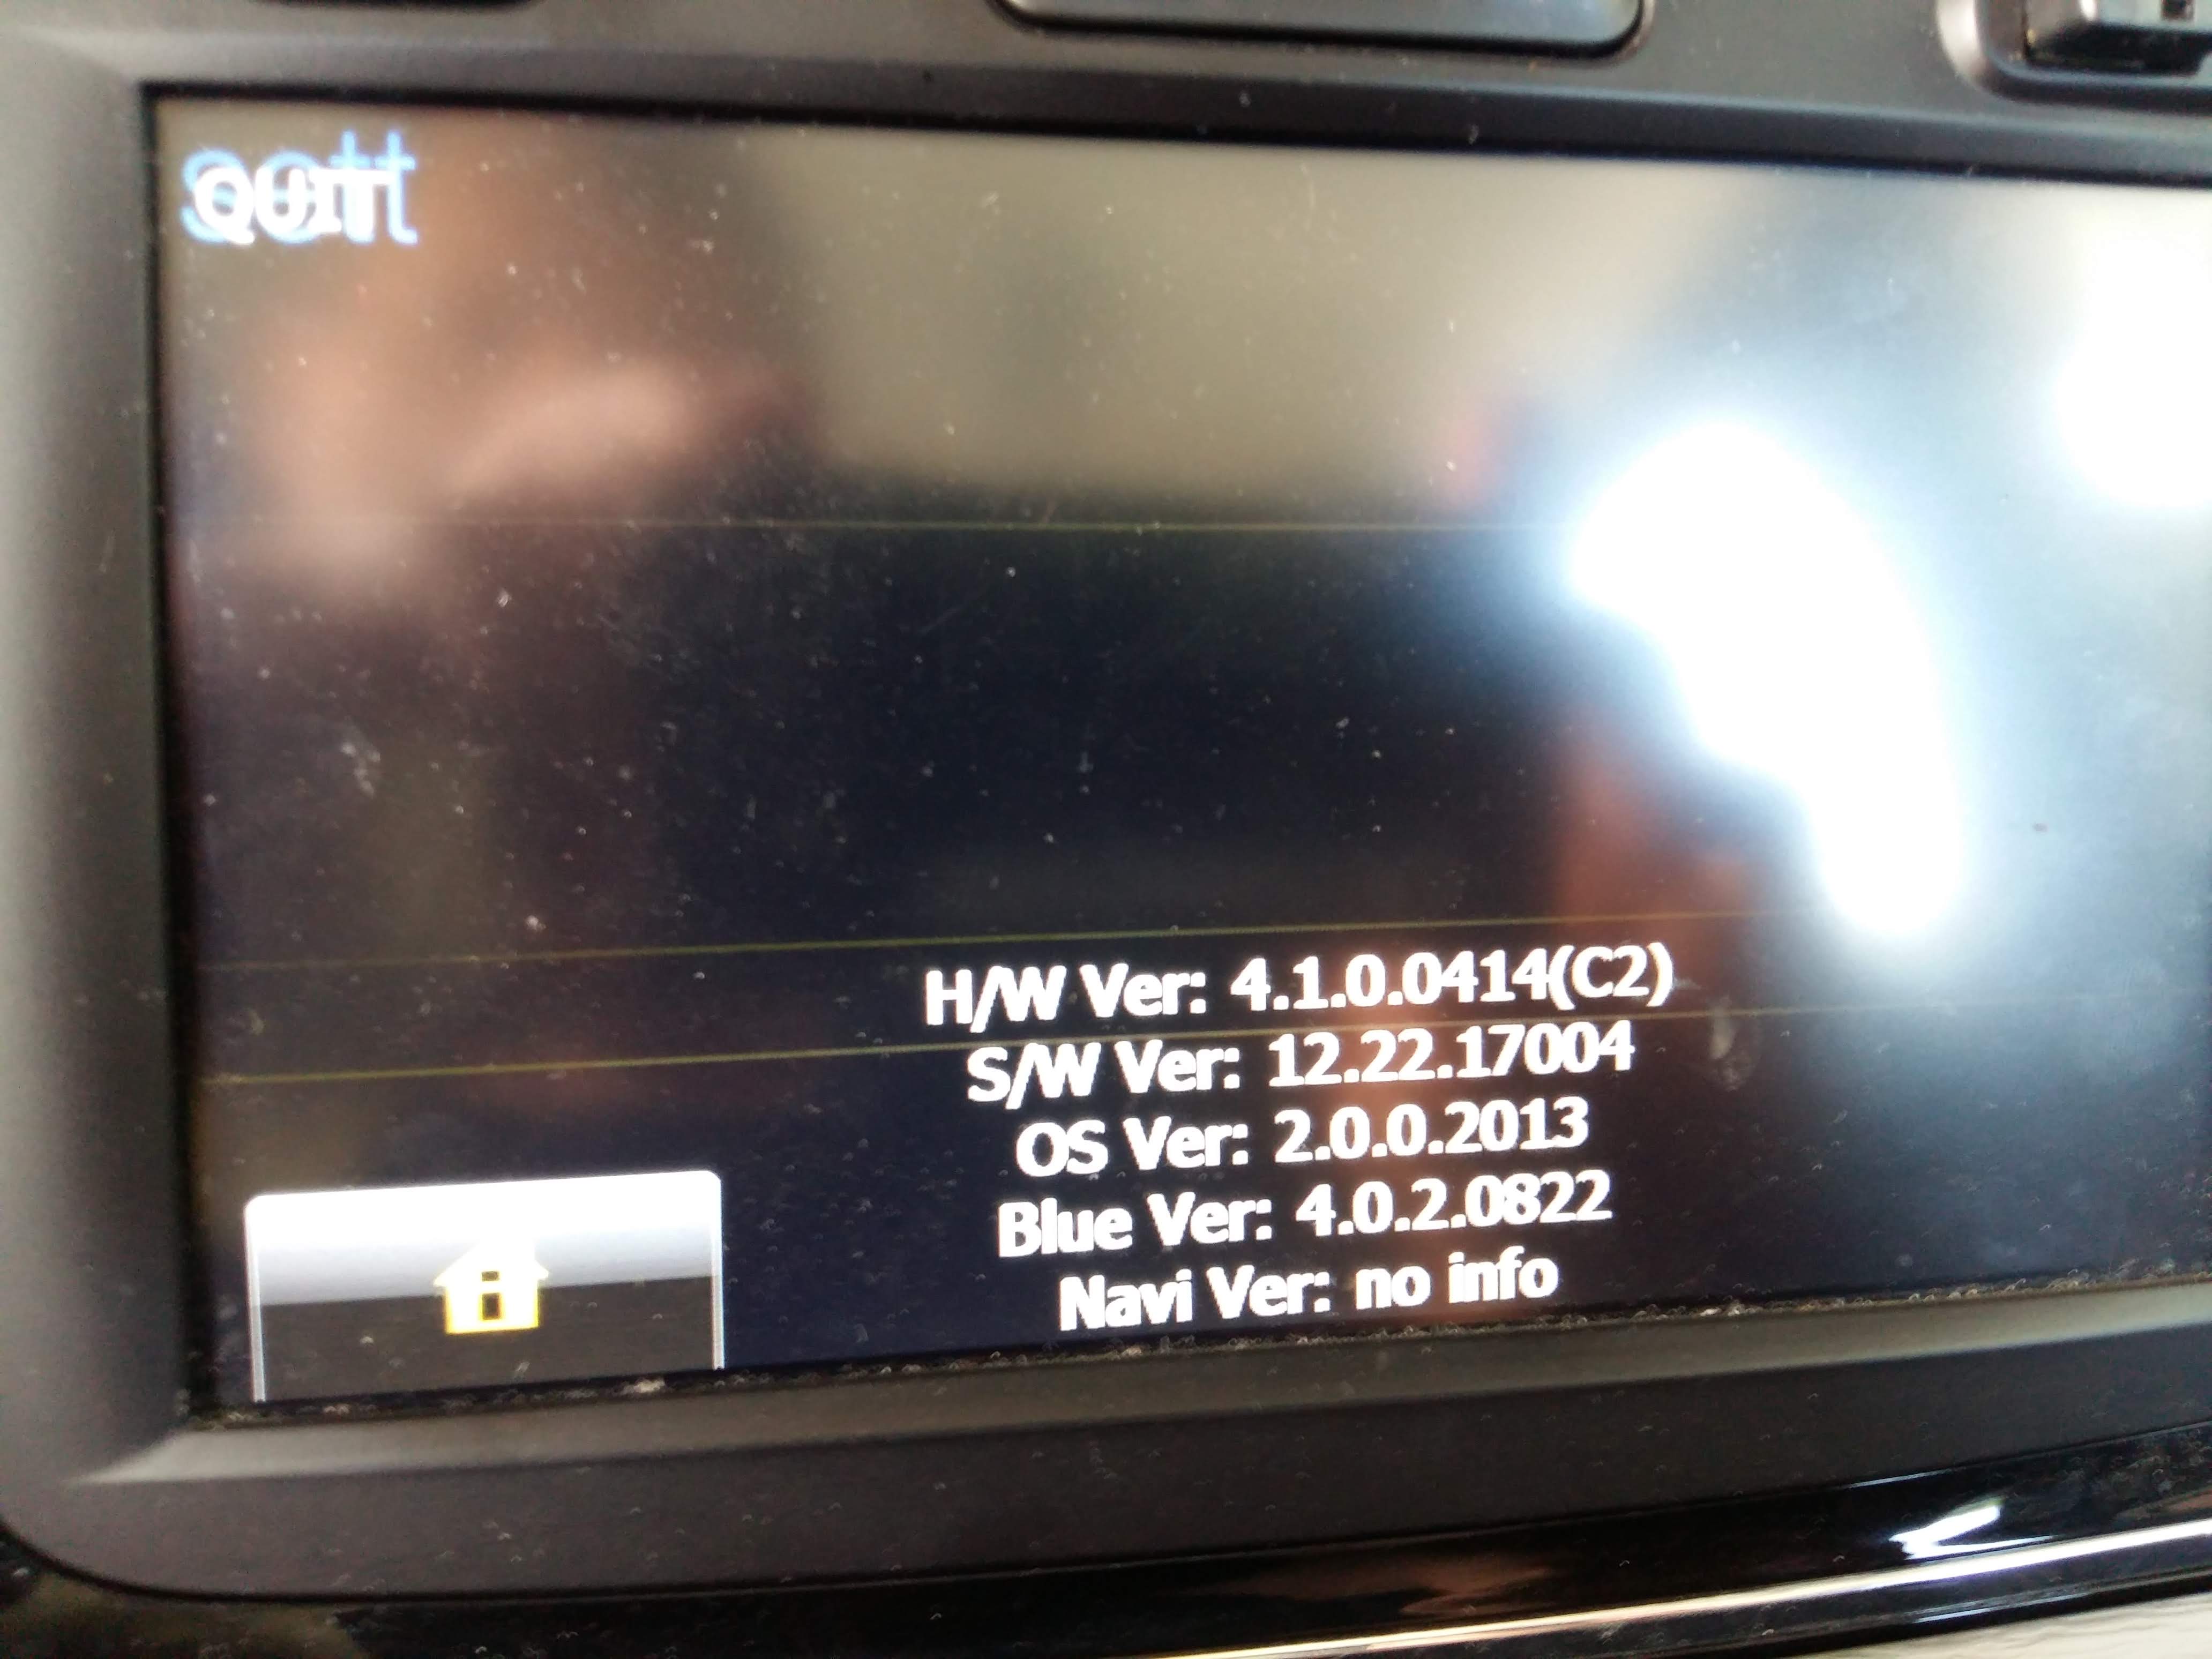 QUIT
H/W Ver: 4.1.0.0414(C2)
S/W Ver: 12.22.17004
OS Ver: 2.0.0.2013
Blue Ver: 4.0.2.0822
Navi Ver: no info